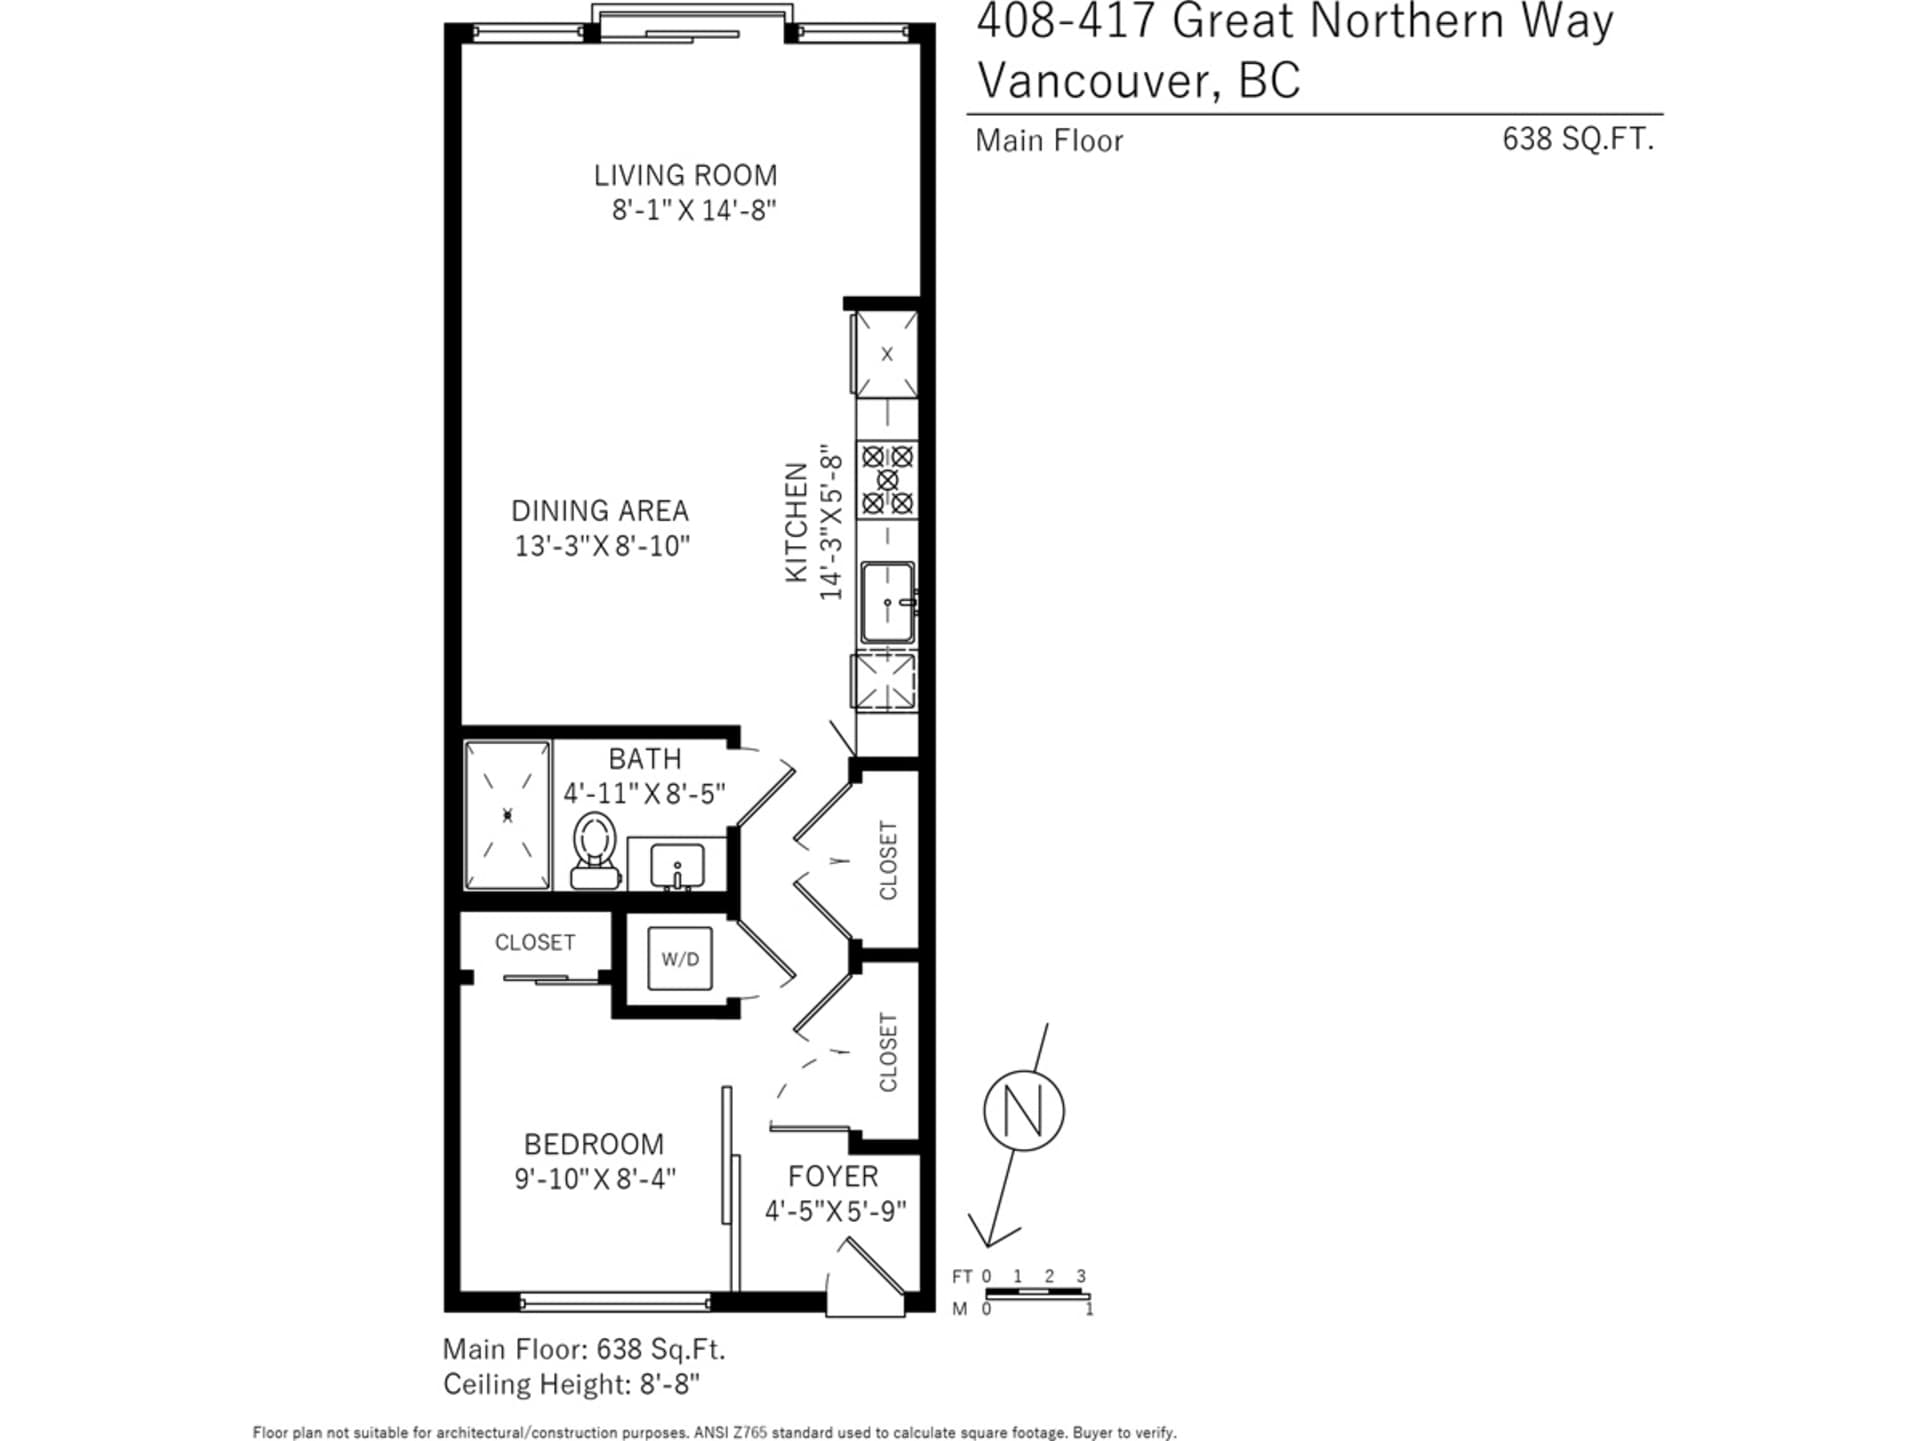 408-417 Great Northern Way
Vancouver, BC
Main Floor 638 SQ.FT.
LIVING ROOM
8'-1" X 14'-8"
X
KITCHEN
14'-3" X 5'-8"
DINING AREA
13'-3" X 8'-10"
BATH
4'-11" X 8'-5"
X
CLOSET
CLOSET
W/D
CLOSET
N
BEDROOM
9'-10" X 8'-4"
FOYER
4'-5" X 5'-9"
FT 0 1 2 3
M 0 1
Main Floor: 638 Sq.Ft.
Ceiling Height: 8'-8"
Floor plan not suitable for architectural/construction purposes. ANSI Z765 standard used to calculate square footage. Buyer to verify.